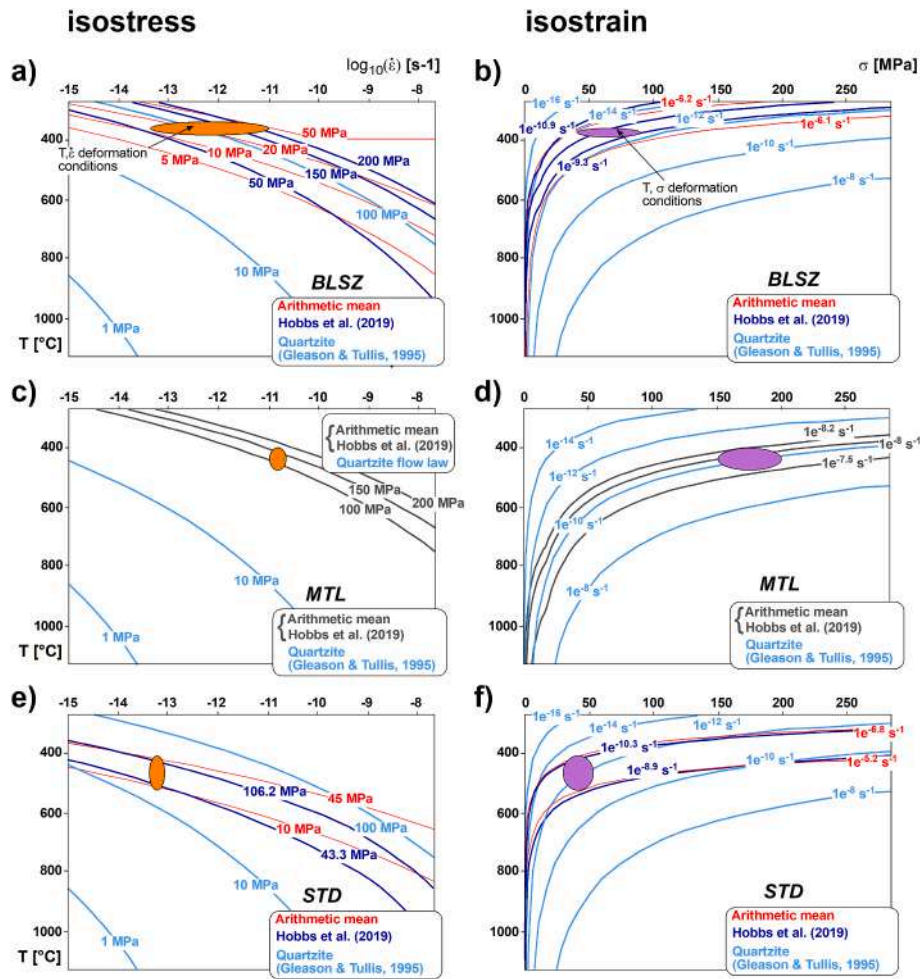 isostress
isostrain
a)
log₁₀(ε̇) [s-1]
-15 -14 -13 -12 -11 -10 -9 -8
400
600
800
1000
T [°C]
T,ε̇ deformation
conditions
5 MPa
10 MPa
20 MPa
50 MPa
50 MPa
150 MPa
200 MPa
100 MPa
10 MPa
1 MPa
BLSZ
Arithmetic mean
Hobbs et al. (2019)
Quartzite
(Gleason & Tullis, 1995)
b)
σ [MPa]
0 50 100 150 200 250
400
600
800
1000
1e⁻¹⁶ s⁻¹
1e⁻⁶·² s⁻¹
1e⁻¹⁴ s⁻¹
1e⁻¹⁰·⁹ s⁻¹
1e⁻¹² s⁻¹
1e⁻⁶·¹ s⁻¹
1e⁻⁹·³ s⁻¹
1e⁻¹⁰ s⁻¹
1e⁻⁸ s⁻¹
T, σ deformation
conditions
BLSZ
Arithmetic mean
Hobbs et al. (2019)
Quartzite
(Gleason & Tullis, 1995)
c)
-15 -14 -13 -12 -11 -10 -9 -8
400
600
800
1000
T [°C]
{ Arithmetic mean
Hobbs et al. (2019)
Quartzite flow law
150 MPa
100 MPa
200 MPa
10 MPa
1 MPa
MTL
{ Arithmetic mean
Hobbs et al. (2019)
Quartzite
(Gleason & Tullis, 1995)
d)
0 50 100 150 200 250
400
600
800
1000
1e⁻¹⁴ s⁻¹
1e⁻¹² s⁻¹
1e⁻⁸·² s⁻¹
1e⁻⁸ s⁻¹
1e⁻⁷·⁵ s⁻¹
1e⁻¹⁰ s⁻¹
1e⁻⁸ s⁻¹
MTL
{ Arithmetic mean
Hobbs et al. (2019)
Quartzite
(Gleason & Tullis, 1995)
e)
-15 -14 -13 -12 -11 -10 -9 -8
400
600
800
1000
T [°C]
106.2 MPa
45 MPa
10 MPa
100 MPa
43.3 MPa
10 MPa
1 MPa
STD
Arithmetic mean
Hobbs et al. (2019)
Quartzite
(Gleason & Tullis, 1995)
f)
0 50 100 150 200 250
400
600
800
1000
1e⁻¹⁶ s⁻¹
1e⁻¹⁴ s⁻¹
1e⁻¹² s⁻¹
1e⁻⁶·⁸ s⁻¹
1e⁻¹⁰·³ s⁻¹
1e⁻⁸·⁹ s⁻¹
1e⁻¹⁰ s⁻¹
1e⁻⁵·² s⁻¹
1e⁻⁸ s⁻¹
STD
Arithmetic mean
Hobbs et al. (2019)
Quartzite
(Gleason & Tullis, 1995)